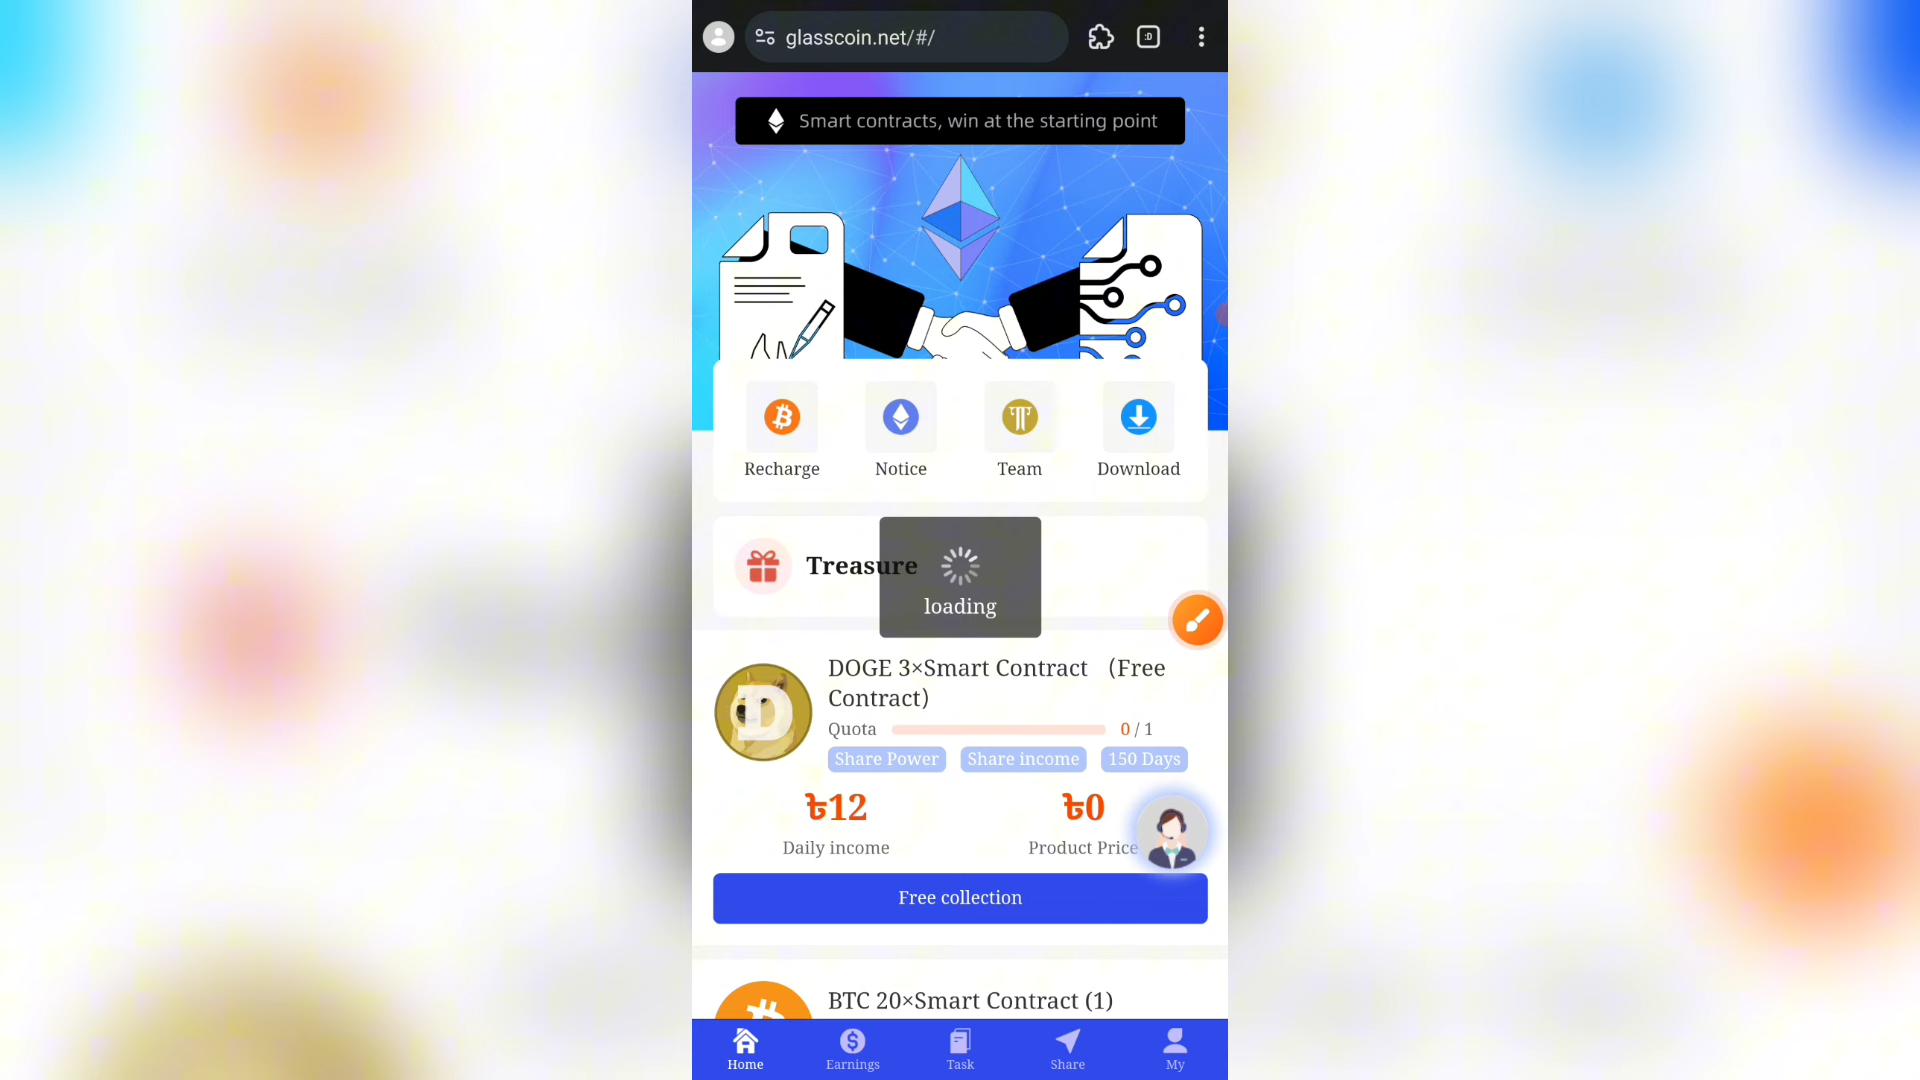 glasscoin.net/#/
:D
Smart contracts, win at the starting point
Recharge
Notice
Team
Download
Treasure
loading
DOGE 3×Smart Contract （Free
Contract）
Quota
0 / 1
Share Power
Share income
150 Days
৳12
৳0
Daily income
Product Price
Free collection
BTC 20×Smart Contract (1)
Home
Earnings
Task
Share
My